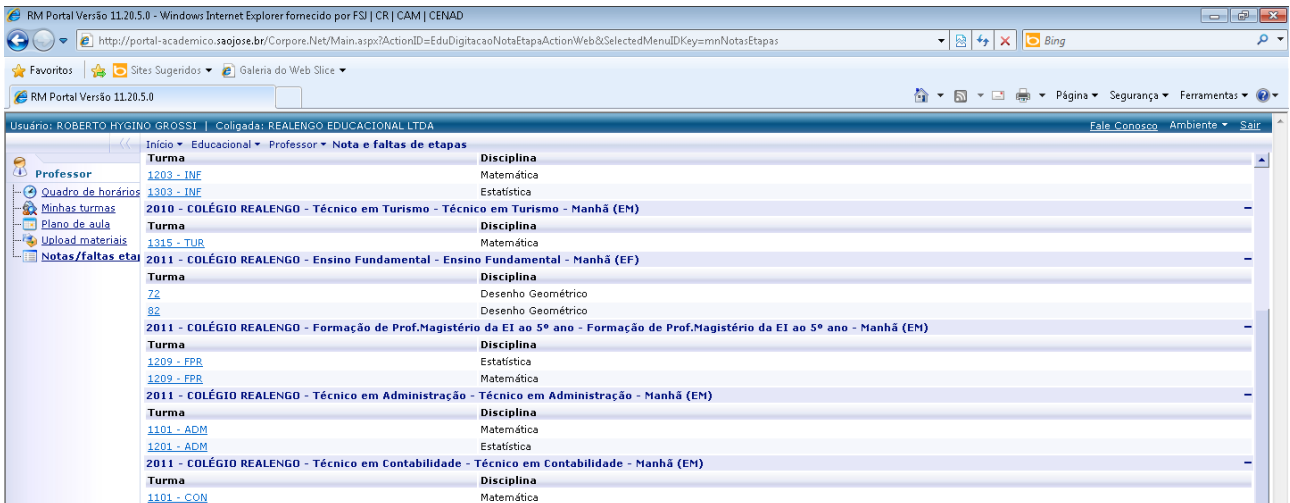 RM Portal Versão 11.20.5.0 - Windows Internet Explorer fornecido por FSJ | CR | CAM | CENAD
http://portal-academico.saojose.br/Corpore.Net/Main.aspx?ActionID=EduDigitacaoNotaEtapaActionWeb&SelectedMenuIDKey=mnNotasEtapas
Bing
Favoritos Sites Sugeridos Galeria do Web Slice
RM Portal Versão 11.20.5.0 Página Segurança Ferramentas
Usuário: ROBERTO HYGINO GROSSI | Coligada: REALENGO EDUCACIONAL LTDA Fale Conosco Ambiente Sair
Início Educacional Professor Nota e faltas de etapas
Professor
Quadro de horários
Minhas turmas
Plano de aula
Upload materiais
Notas/faltas eta
Turma Disciplina
1203 - INF Matemática
1303 - INF Estatística
2010 - COLÉGIO REALENGO - Técnico em Turismo - Técnico em Turismo - Manhã (EM)
Turma Disciplina
1315 - TUR Matemática
2011 - COLÉGIO REALENGO - Ensino Fundamental - Ensino Fundamental - Manhã (EF)
Turma Disciplina
72 Desenho Geométrico
82 Desenho Geométrico
2011 - COLÉGIO REALENGO - Formação de Prof.Magistério da EI ao 5º ano - Formação de Prof.Magistério da EI ao 5º ano - Manhã (EM)
Turma Disciplina
1209 - FPR Estatística
1209 - FPR Matemática
2011 - COLÉGIO REALENGO - Técnico em Administração - Técnico em Administração - Manhã (EM)
Turma Disciplina
1101 - ADM Matemática
1201 - ADM Estatística
2011 - COLÉGIO REALENGO - Técnico em Contabilidade - Técnico em Contabilidade - Manhã (EM)
Turma Disciplina
1101 - CON Matemática